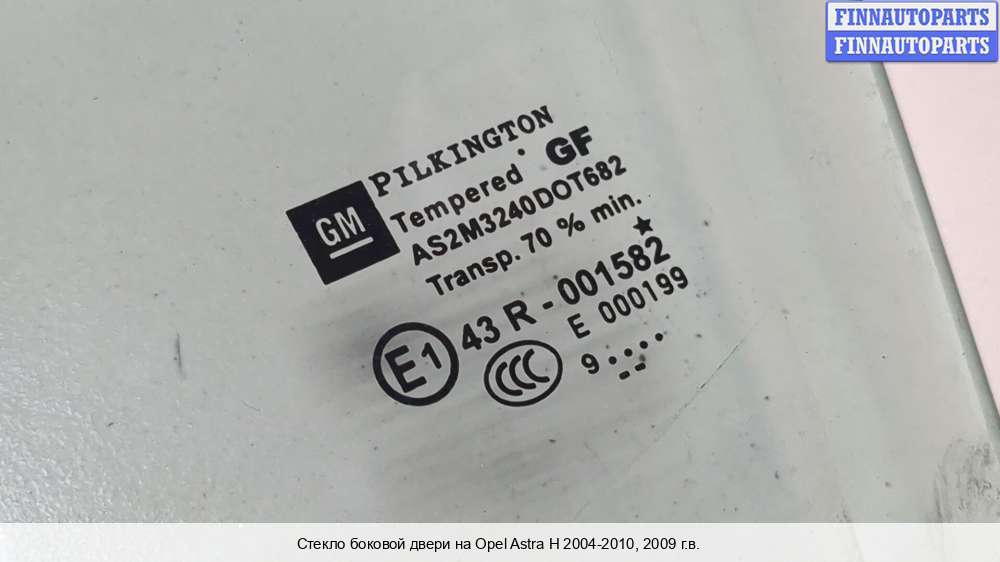 FINNAUTOPARTS
FINNAUTOPARTS
PILKINGTON
GM
Tempered GF
AS2M3240DOT682
Transp. 70 % min.
E1 43 R - 001582
CCC E 000199
9
Стекло боковой двери на Opel Astra H 2004-2010, 2009 г.в.